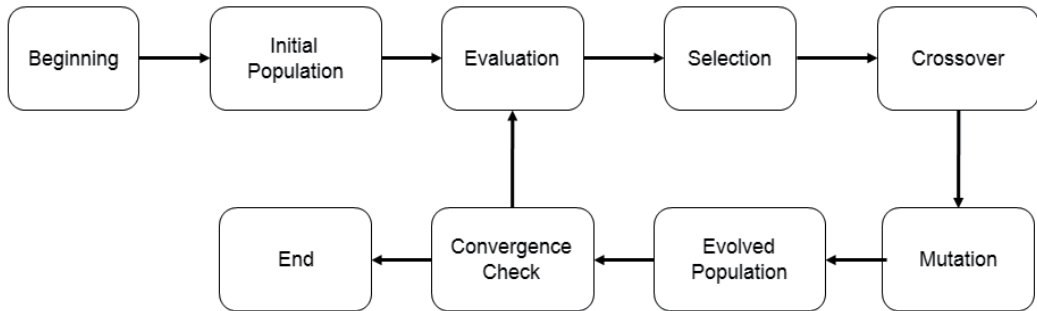 Beginning
Initial
Population
Evaluation
Selection
Crossover
End
Convergence
Check
Evolved
Population
Mutation